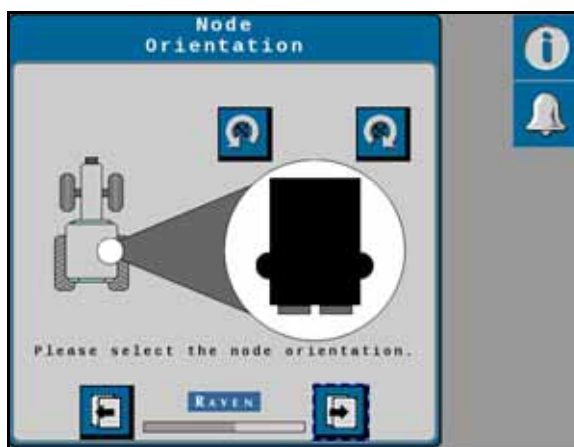 Node
Orientation
Please select the node orientation.
RAVEN